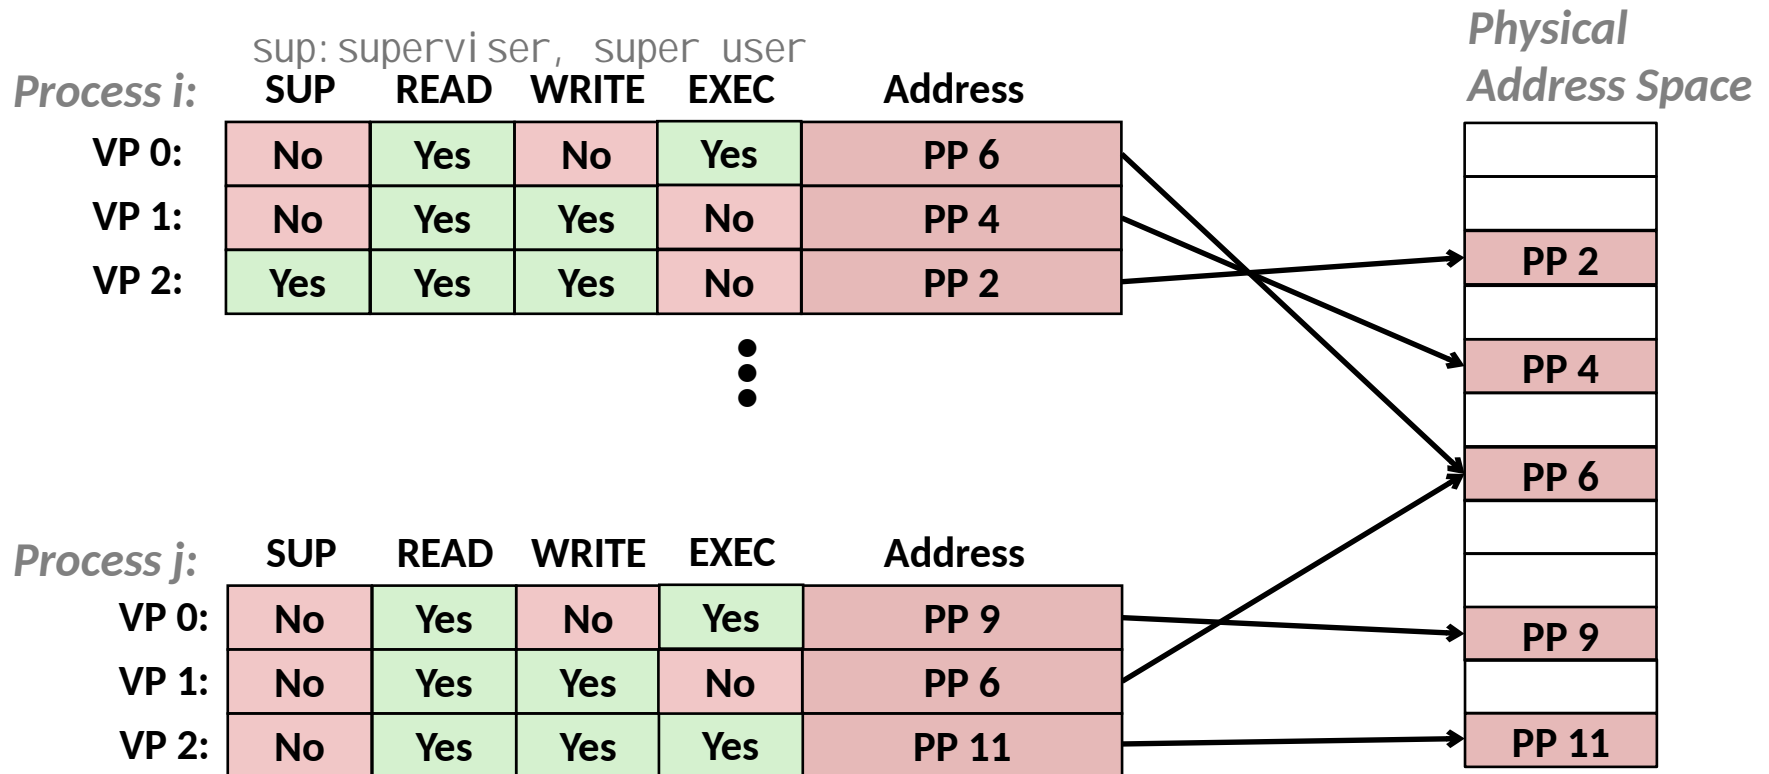 sup:superviser, super user
Physical
Address Space
Process i: SUP READ WRITE EXEC Address
VP 0: No Yes No Yes PP 6
VP 1: No Yes Yes No PP 4
VP 2: Yes Yes Yes No PP 2
PP 2
PP 4
PP 6
Process j: SUP READ WRITE EXEC Address
VP 0: No Yes No Yes PP 9
VP 1: No Yes Yes No PP 6
VP 2: No Yes Yes Yes PP 11
PP 9
PP 11